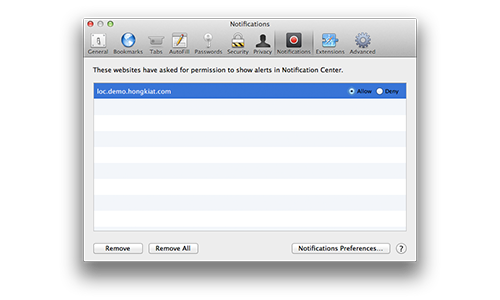 Notifications
General Bookmarks Tabs AutoFill Passwords Security Privacy Notifications Extensions Advanced
These websites have asked for permission to show alerts in Notification Center.
loc.demo.hongkiat.com Allow Deny
Remove Remove All Notifications Preferences... ?